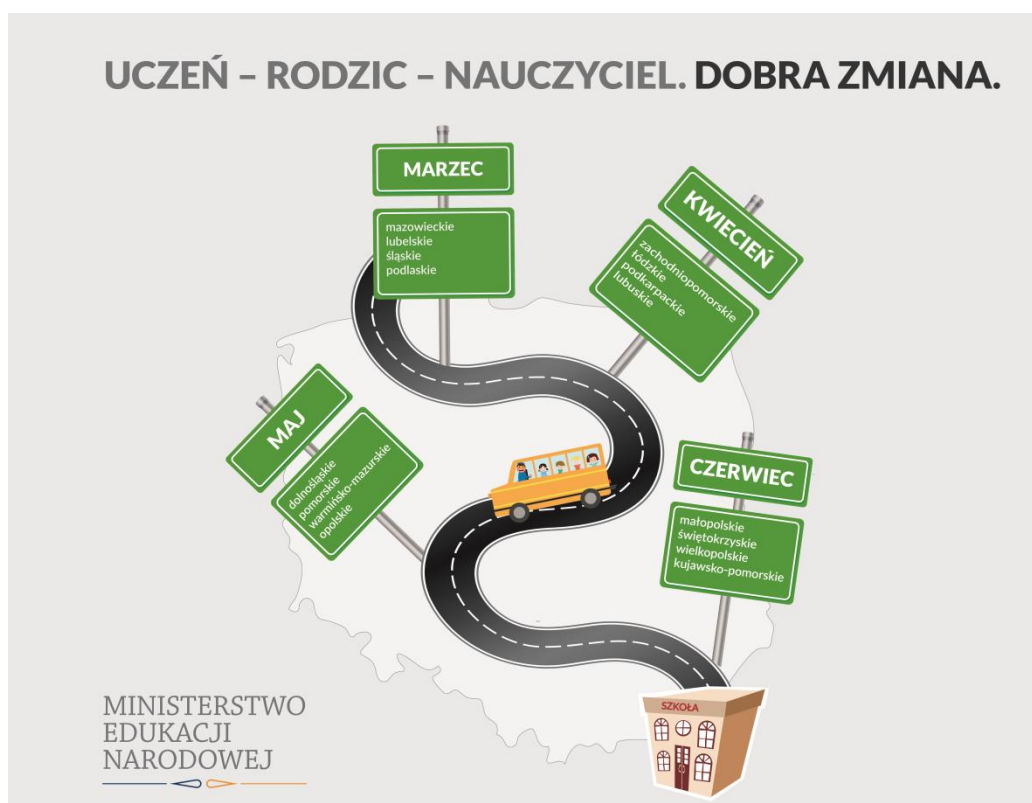 UCZEŃ – RODZIC – NAUCZYCIEL. DOBRA ZMIANA.
MARZEC
mazowieckie
lubelskie
śląskie
podlaskie
KWIECIEŃ
zachodniopomorskie
łódzkie
podkarpackie
lubuskie
MAJ
dolnośląskie
pomorskie
warmińsko-mazurskie
opolskie
CZERWIEC
małopolskie
świętokrzyskie
wielkopolskie
kujawsko-pomorskie
SZKOŁA
MINISTERSTWO
EDUKACJI
NARODOWEJ